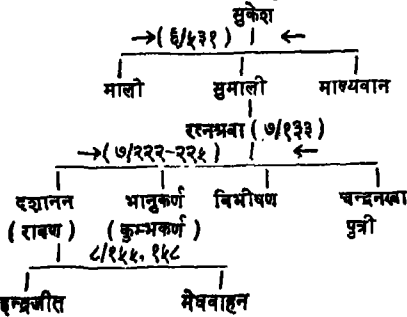 सुकेश
→(६/५३१) ←
माली सुमाली माल्यवान
रत्नश्रवा (७/१३३)
→(७/२२२-२२५) ←
दशानन भानुकर्ण विभीषण चन्द्रनखा
(रावण) (कुम्भकर्ण) पुत्री
८/१५५, १५८
इन्द्रजीत मेघवाहन